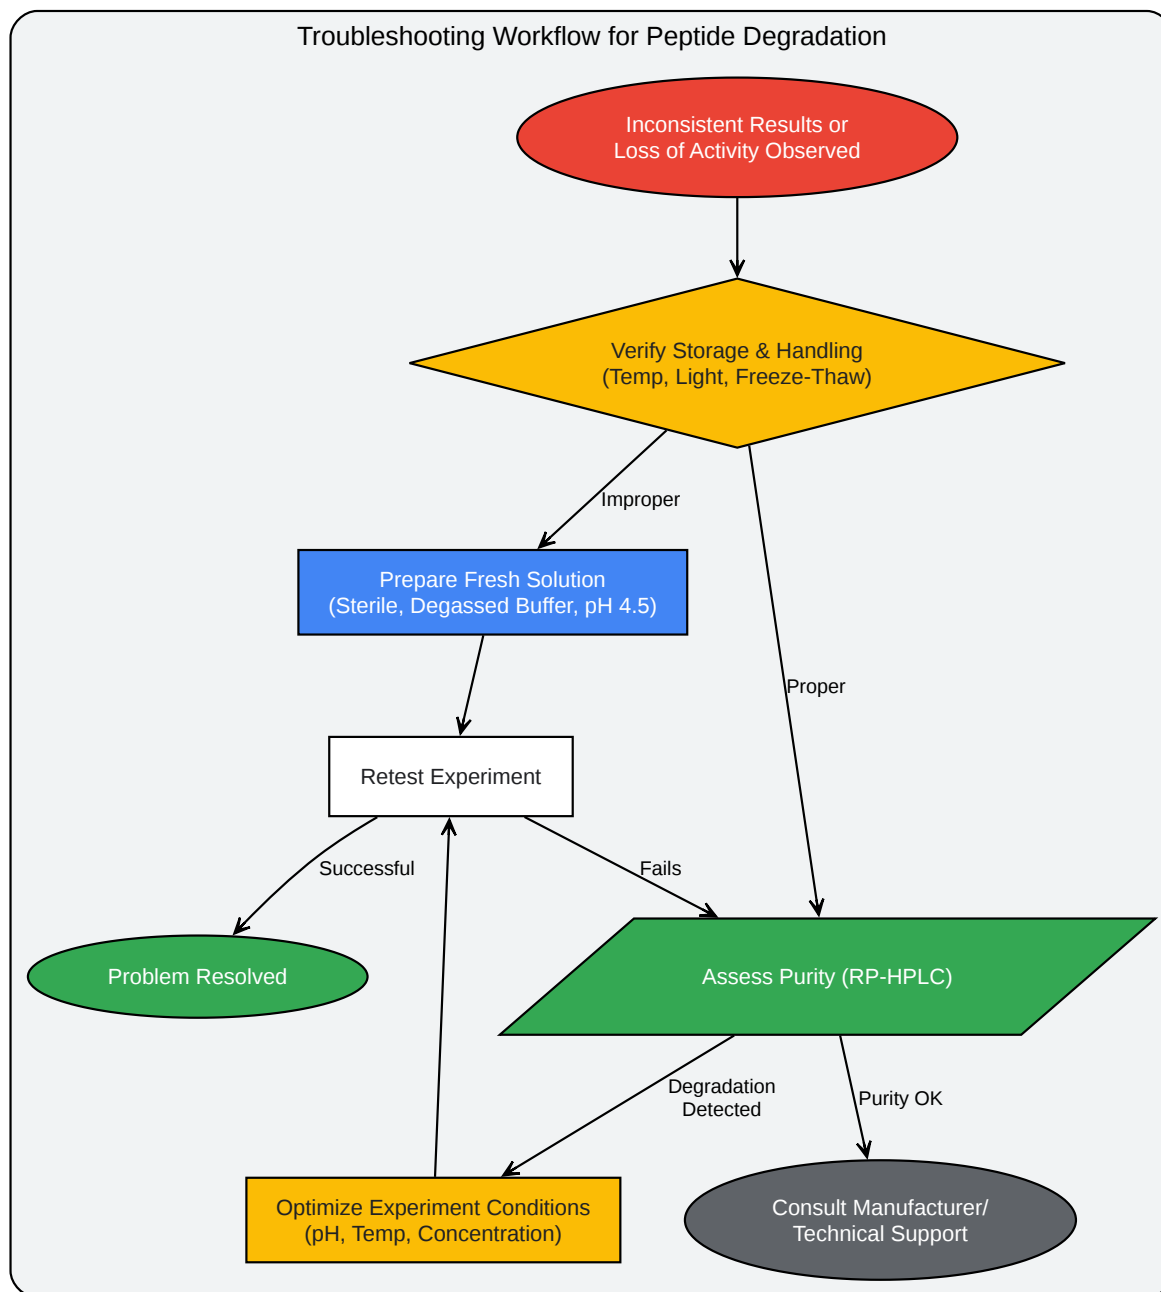 Troubleshooting Workflow for Peptide Degradation
Inconsistent Results or
Loss of Activity Observed
Verify Storage & Handling
(Temp, Light, Freeze-Thaw)
Improper
Prepare Fresh Solution
(Sterile, Degassed Buffer, pH 4.5)
Proper
Retest Experiment
Successful
Fails
Problem Resolved
Assess Purity (RP-HPLC)
Degradation
Detected
Purity OK
Optimize Experiment Conditions
(pH, Temp, Concentration)
Consult Manufacturer/
Technical Support